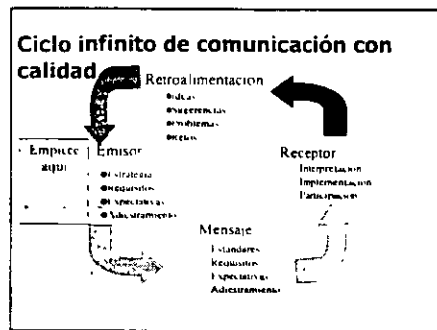 Ciclo infinito de comunicación con
calidad
Retroalimentacion
Ideas
Sugerencias
Problemas
Retos
Empiece
aqui
Emisor
Estrategia
Requisitos
Expectativas
Adiestramiento
Receptor
Interpretacion
Implementacion
Participacion
Mensaje
Estandares
Requisitos
Expectativas
Adiestramiento